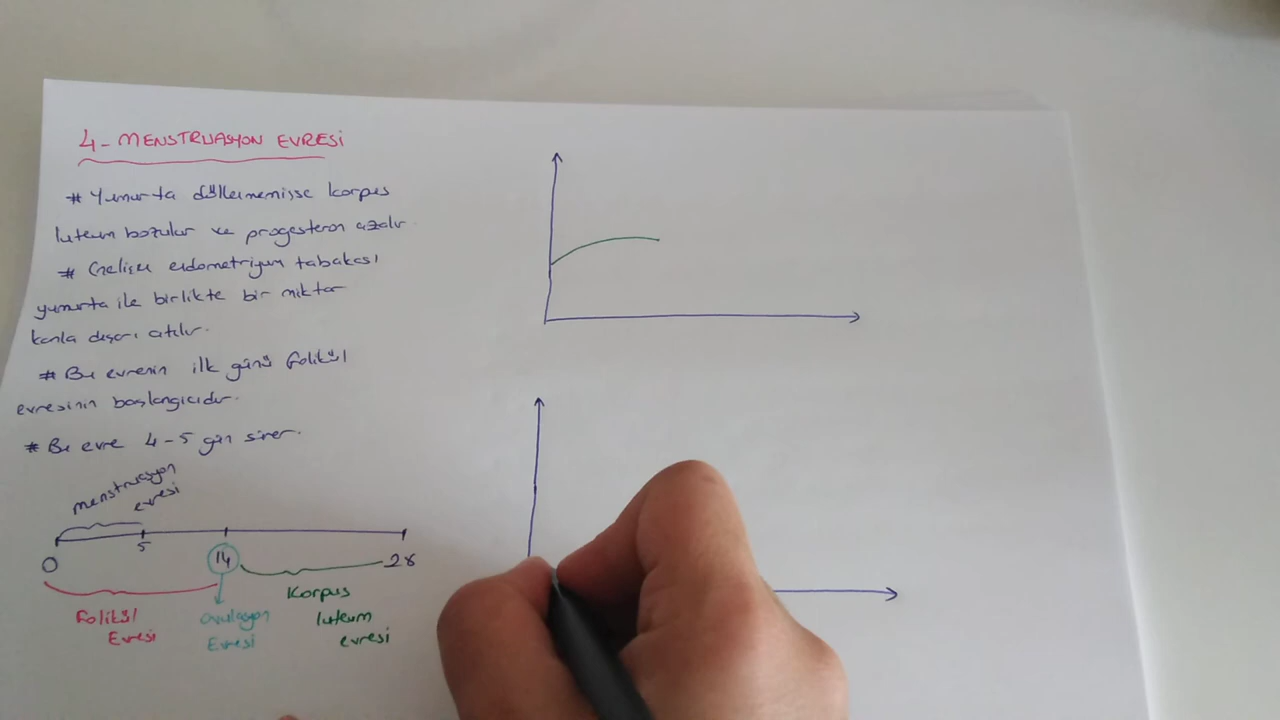 4- MENSTRUASYON EVRESİ
# Yumurta döllenmemişse korpus
luteum bozulur ve progesteron azalır.
# Gelişen endometriyum tabakası
yumurta ile birlikte bir miktar
kanla dışarı atılır.
# Bu evrenin ilk günü folikül
evresinin başlangıcıdır.
# Bu evre 4-5 gün sürer.
menstruasyon
evresi
0 5 14 28
Folikül
Evresi
Ovulasyon
Evresi
Korpus
luteum
evresi